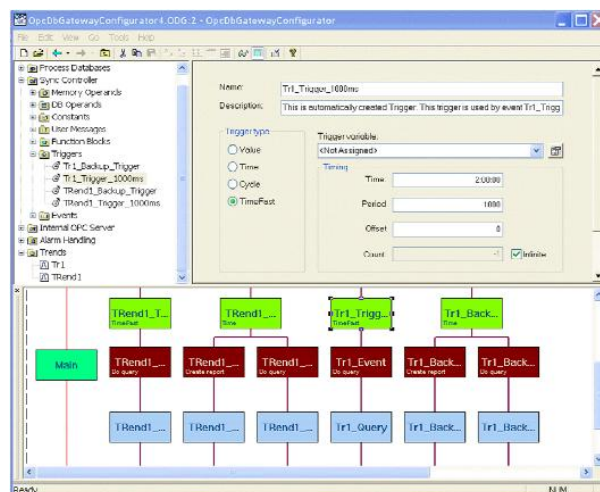 OpcDbGatewayConfigurator4.ODG:2 - OpcDbGatewayConfigurator
File Edit View Go Tools Help
Process Databases
Sync Controller
Memory Operands
DB Operands
Constants
User Messages
Function Blocks
Triggers
Tr1_Backup_Trigger
Tr1_Trigger_1000ms
TRend1_Backup_Trigger
TRend1_Trigger_1000ms
Events
Internal OPC Server
Alarm Handling
Trends
Tr1
TRend1
Name: Tr1_Trigger_1000ms
Description: This is automatically created Trigger. This trigger is used by event Tr1_Trigg
Trigger type
Value
Time
Cycle
TimeFast
Trigger variable:
<NotAssigned>
Timing
Time 2:00:00
Period 1000
Offset 0
Count -1 Infinite
TRend1_T... TRend1_... Tr1_Trigg... Tr1_Back...
TimeFast Time TimeFast Time
Main TRend1_... TRend1_... TRend1_... Tr1_Event Tr1_Back... Tr1_Back...
Do query Create report Do query Do query Create report Do query
TRend1_... TRend1_... TRend1_... Tr1_Query Tr1_Back... Tr1_Back...
Ready NUM